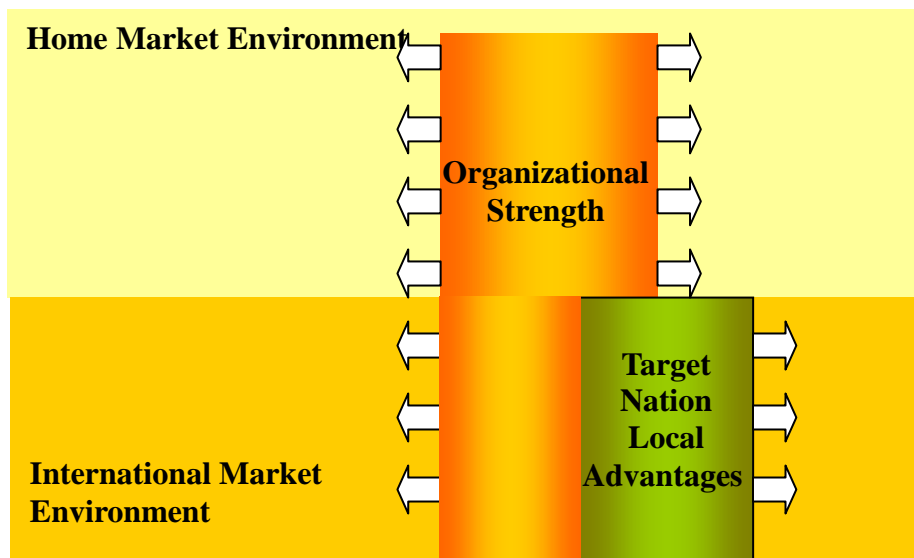 Home Market Environment
Organizational
Strength
Target
Nation
Local
Advantages
International Market
Environment